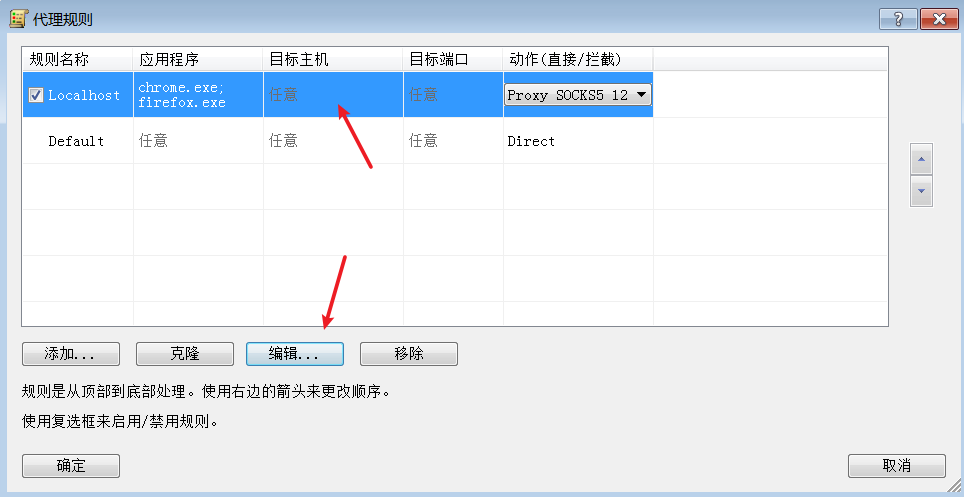 代理规则
规则名称 应用程序 目标主机 目标端口 动作(直接/拦截)
Localhost chrome.exe; firefox.exe 任意 任意 Proxy SOCKS5 12
Default 任意 任意 任意 Direct
添加... 克隆 编辑... 移除
规则是从顶部到底部处理。使用右边的箭头来更改顺序。
使用复选框来启用/禁用规则。
确定 取消